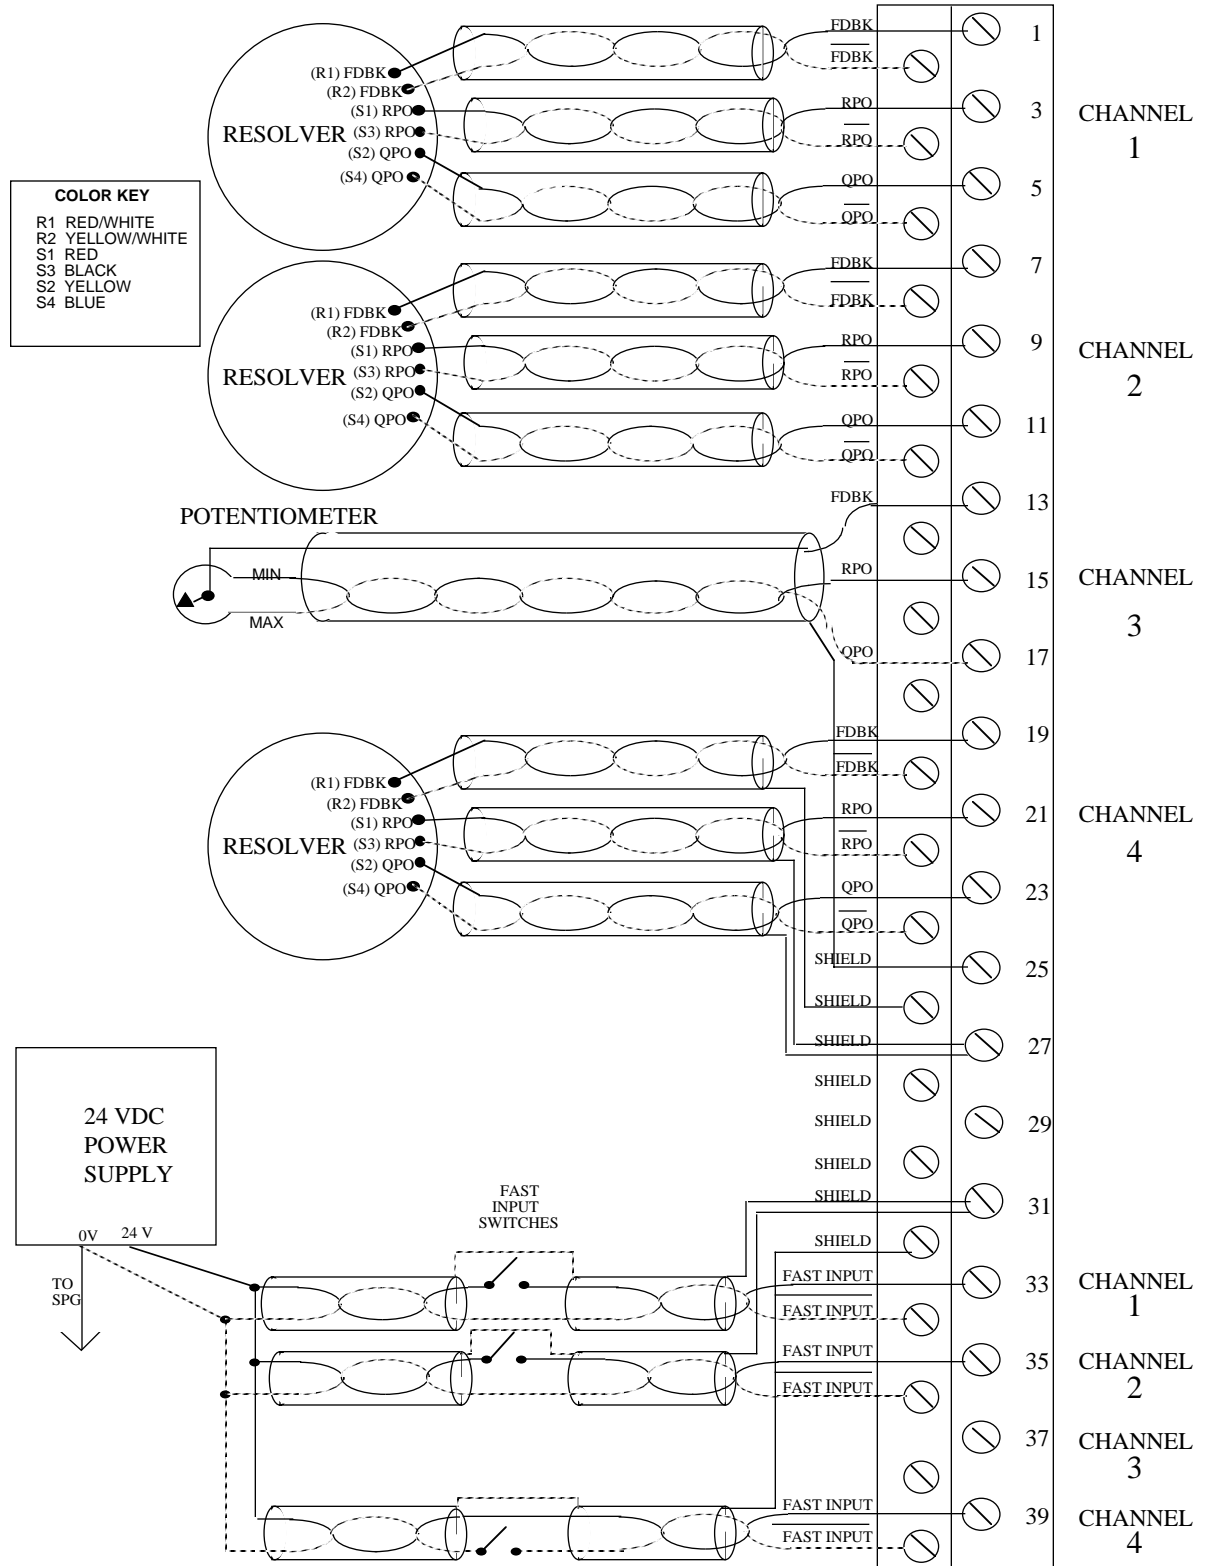 FDBK
1
FDBK
(R1) FDBK
(R2) FDBK
(S1) RPO
RPO
3
CHANNEL
1
RESOLVER
(S3) RPO
RPO
(S2) QPO
(S4) QPO
QPO
5
QPO
COLOR KEY
R1 RED/WHITE
R2 YELLOW/WHITE
S1 RED
S3 BLACK
S2 YELLOW
S4 BLUE
FDBK
7
FDBK
(R1) FDBK
(R2) FDBK
(S1) RPO
RPO
9
CHANNEL
2
RESOLVER
(S3) RPO
RPO
(S2) QPO
(S4) QPO
QPO
11
QPO
POTENTIOMETER
FDBK
13
MIN
MAX
RPO
15
CHANNEL
3
QPO
17
FDBK
19
FDBK
(R1) FDBK
(R2) FDBK
(S1) RPO
RPO
21
CHANNEL
4
RESOLVER
(S3) RPO
RPO
(S2) QPO
(S4) QPO
QPO
23
QPO
SHIELD
25
SHIELD
SHIELD
27
SHIELD
SHIELD
29
SHIELD
SHIELD
31
SHIELD
24 VDC
POWER
SUPPLY
0V
24 V
TO
SPG
FAST
INPUT
SWITCHES
FAST INPUT
33
CHANNEL
1
FAST INPUT
FAST INPUT
35
CHANNEL
2
FAST INPUT
37
CHANNEL
3
FAST INPUT
39
CHANNEL
4
FAST INPUT